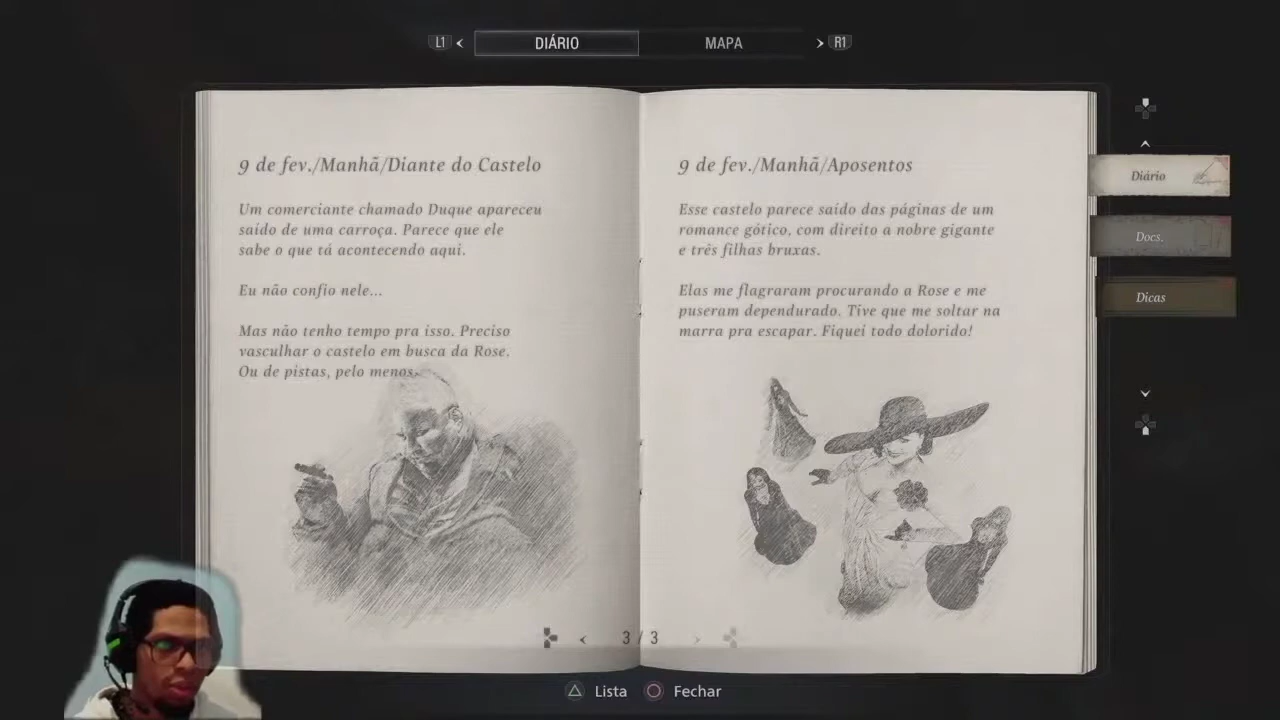 L1 DIÁRIO MAPA R1
9 de fev./Manhã/Diante do Castelo
Um comerciante chamado Duque apareceu
saído de uma carroça. Parece que ele
sabe o que tá acontecendo aqui.
Eu não confio nele...
Mas não tenho tempo pra isso. Preciso
vasculhar o castelo em busca da Rose.
Ou de pistas, pelo menos.
9 de fev./Manhã/Aposentos
Esse castelo parece saído das páginas de um
romance gótico, com direito a nobre gigante
e três filhas bruxas.
Elas me flagraram procurando a Rose e me
puseram dependurado. Tive que me soltar na
marra pra escapar. Fiquei todo dolorido!
3 / 3
Diário
Docs.
Dicas
Lista Fechar